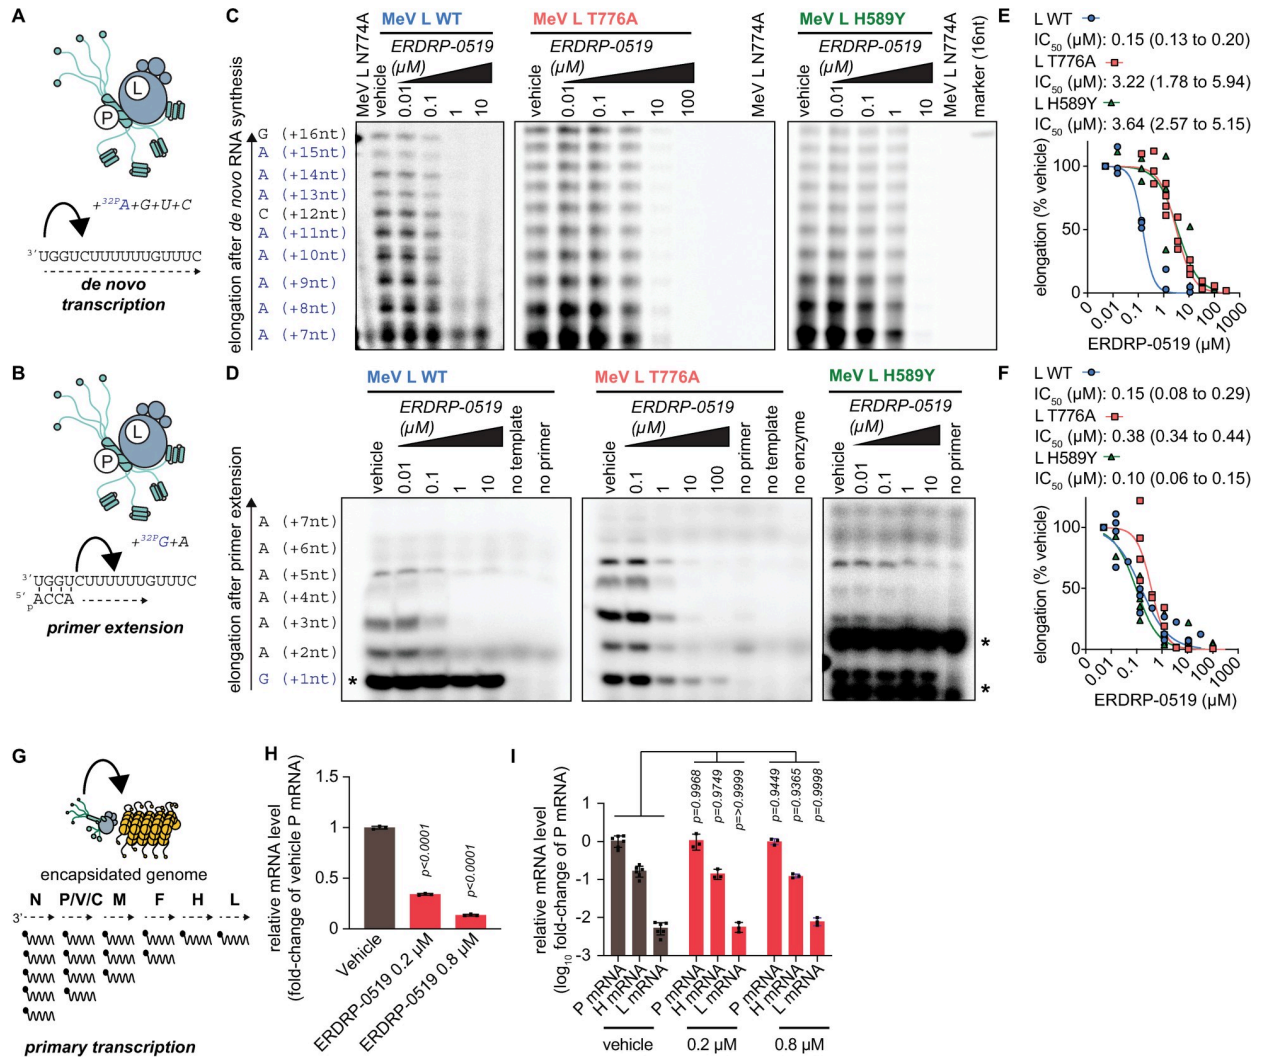 A
L
P
+³²ᴾA+G+U+C
3'UGGUCUUUUUUGUUUC
de novo
transcription
B
L
P
+³²ᴾG+A
3'UGGUCUUUUUUGUUUC
5'
pACCA
primer extension
C
elongation after de novo RNA synthesis
G (+16nt)
A (+15nt)
A (+14nt)
A (+13nt)
C (+12nt)
A (+11nt)
A (+10nt)
A (+9nt)
A (+8nt)
A (+7nt)
MeV L N774A
MeV L WT
ERDRP-0519
(µM)
vehicle
0.01
0.1
1
10
MeV L T776A
ERDRP-0519
(µM)
vehicle
0.01
0.1
1
10
100
MeV L N774A
MeV L H589Y
ERDRP-0519
(µM)
vehicle
0.01
0.1
1
10
MeV L N774A
marker (16nt)
D
elongation after primer extension
A (+7nt)
A (+6nt)
A (+5nt)
A (+4nt)
A (+3nt)
A (+2nt)
G (+1nt)
*
MeV L WT
ERDRP-0519
(µM)
vehicle
0.01
0.1
1
10
no template
no primer
MeV L T776A
ERDRP-0519
(µM)
vehicle
0.1
1
10
100
no primer
no template
no enzyme
MeV L H589Y
ERDRP-0519
(µM)
vehicle
0.01
0.1
1
10
no primer
*
*
E
L WT
IC₅₀ (µM): 0.15 (0.13 to 0.20)
L T776A
IC₅₀ (µM): 3.22 (1.78 to 5.94)
L H589Y
IC₅₀ (µM): 3.64 (2.57 to 5.15)
elongation (% vehicle)
100
50
0
0
0.01
0.1
1
10
100
1000
ERDRP-0519 (µM)
F
L WT
IC₅₀ (µM): 0.15 (0.08 to 0.29)
L T776A
IC₅₀ (µM): 0.38 (0.34 to 0.44)
L H589Y
IC₅₀ (µM): 0.10 (0.06 to 0.15)
elongation (% vehicle)
100
50
0
0
0.01
0.1
1
10
100
1000
ERDRP-0519 (µM)
G
encapsidated genome
N P/V/C M F H L
3'
primary transcription
H
relative mRNA level
(fold-change of vehicle P mRNA)
1.5
1
0.5
0
p<0.0001
p<0.0001
Vehicle
ERDRP-0519 0.2 µM
ERDRP-0519 0.8 µM
I
relative mRNA level
(log₁₀ fold-change of P mRNA)
1
0
-1
-2
-3
p=0.9968
p=0.9749
p=>0.9999
p=0.9449
p=0.9365
p=0.9998
P mRNA
H mRNA
L mRNA
P mRNA
H mRNA
L mRNA
P mRNA
H mRNA
L mRNA
vehicle
0.2 µM
0.8 µM